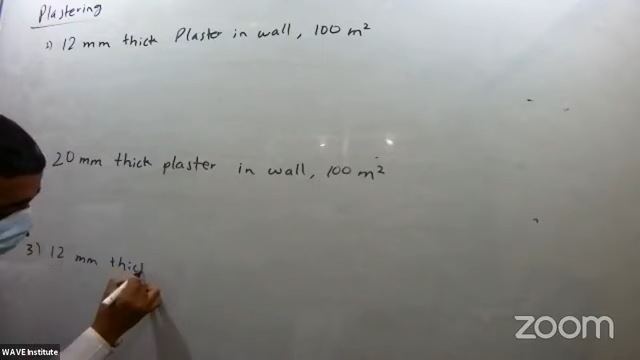 Plastering
1) 12 mm thick Plaster in wall, 100 m²
20 mm thick plaster in wall, 100 m²
3) 12 mm thick
zoom
WAVE Institute